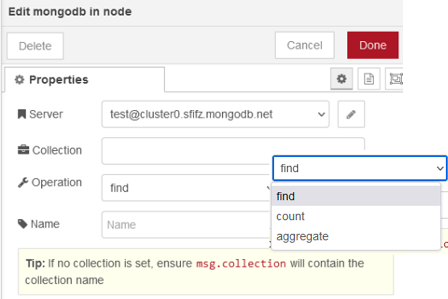 Edit mongodb in node
Delete
Cancel
Done
Properties
Server
test@cluster0.sfifz.mongodb.net
Collection
Operation
find
find
find
count
aggregate
Name
Name
Tip: If no collection is set, ensure msg.collection will contain the
collection name